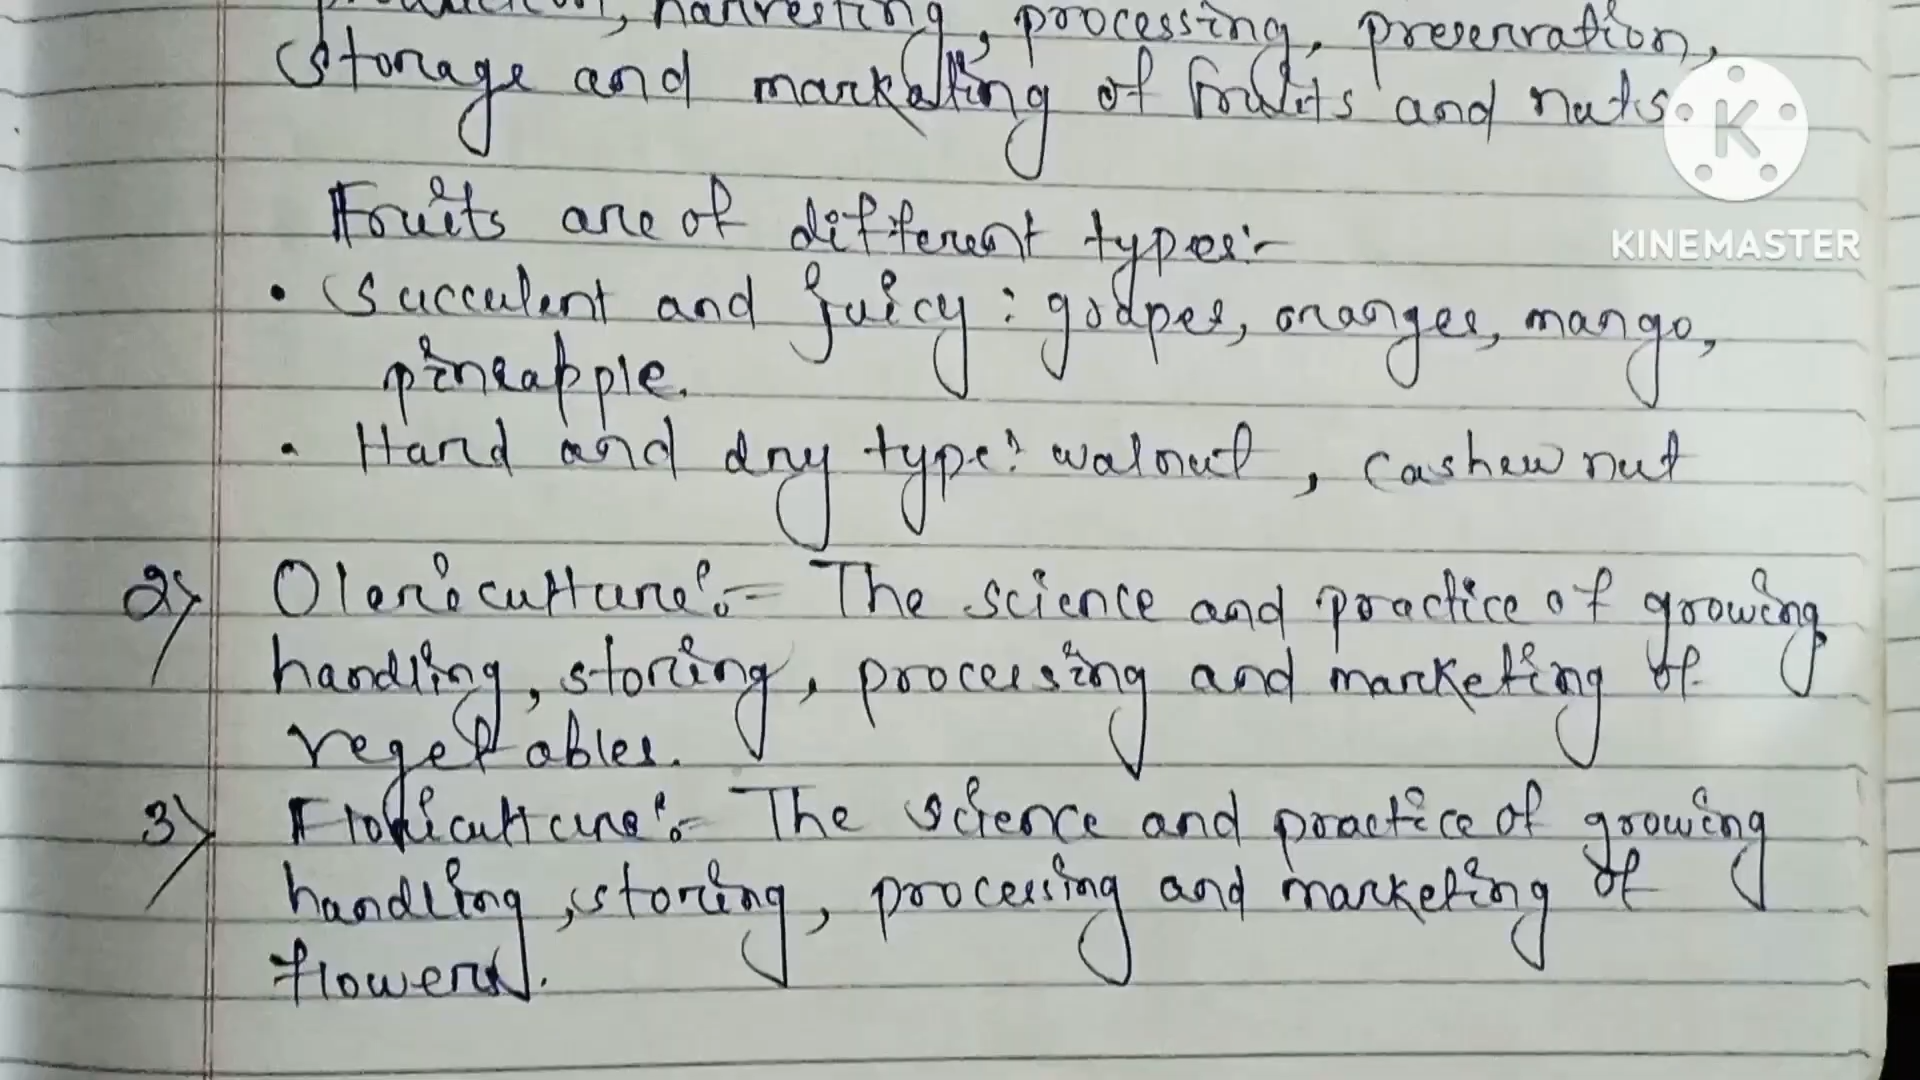 production, harvesting, processing, preservation,
storage and marketing of fruits and nuts.
KINEMASTER
Fruits are of different types:-
• Succulent and juicy : grapes, oranges, mango,
pineapple.
• Hard and dry type: walnut, cashew nut
2) Olericulture:- The science and practice of growing,
handling, storing, processing and marketing of
vegetables.
3) Floriculture:- The science and practice of growing
handling, storing, processing and marketing of
flowers.